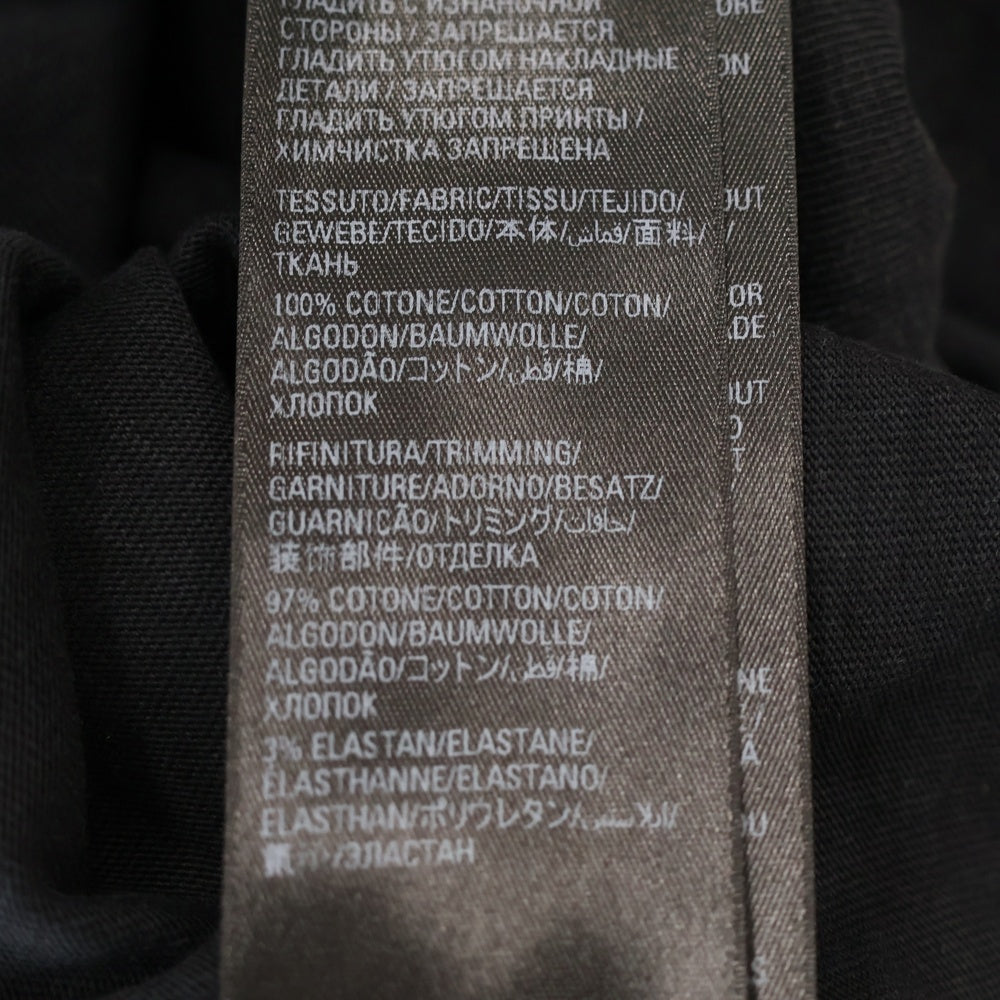 ГЛАДИТЬ С ИЗНАНОЧНОЙ
СТОРОНЫ / ЗАПРЕЩАЕТСЯ
ГЛАДИТЬ УТЮГОМ НАКЛАДНЫЕ
ДЕТАЛИ / ЗАПРЕЩАЕТСЯ
ГЛАДИТЬ УТЮГОМ ПРИНТЫ /
ХИМЧИСТКА ЗАПРЕЩЕНА
TESSUTO/FABRIC/TISSU/TEJIDO/
GEWEBE/TECIDO/本体/قماش/面料/
ТКАНЬ
100% COTONE/COTTON/COTON/
ALGODON/BAUMWOLLE/
ALGODÃO/コットン/قطن/棉/
ХЛОПОК
RIFINITURA/TRIMMING/
GARNITURE/ADORNO/BESATZ/
GUARNICÃO/トリミング/حافات/
装饰部件/ОТДЕЛКА
97% COTONE/COTTON/COTON/
ALGODON/BAUMWOLLE/
ALGODÃO/コットン/قطن/棉/
ХЛОПОК
3% ELASTAN/ELASTANE/
ÉLASTHANNE/ELASTANO/
ELASTHAN/ポリウレタン/
ЭЛАСТАН